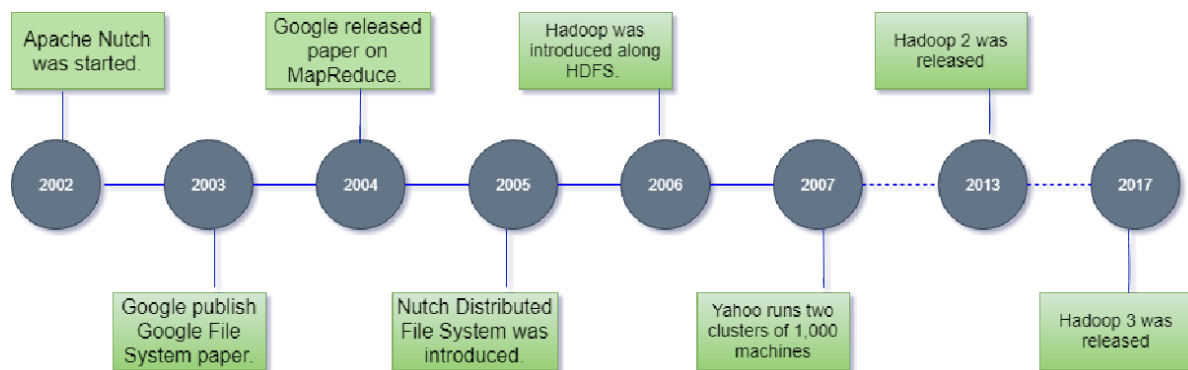 Apache Nutch
was started.
Google released
paper on
MapReduce.
Hadoop was
introduced along
HDFS.
Hadoop 2 was
released
2002
2003
2004
2005
2006
2007
2013
2017
Google publish
Google File
System paper.
Nutch Distributed
File System was
introduced.
Yahoo runs two
clusters of 1,000
machines
Hadoop 3 was
released